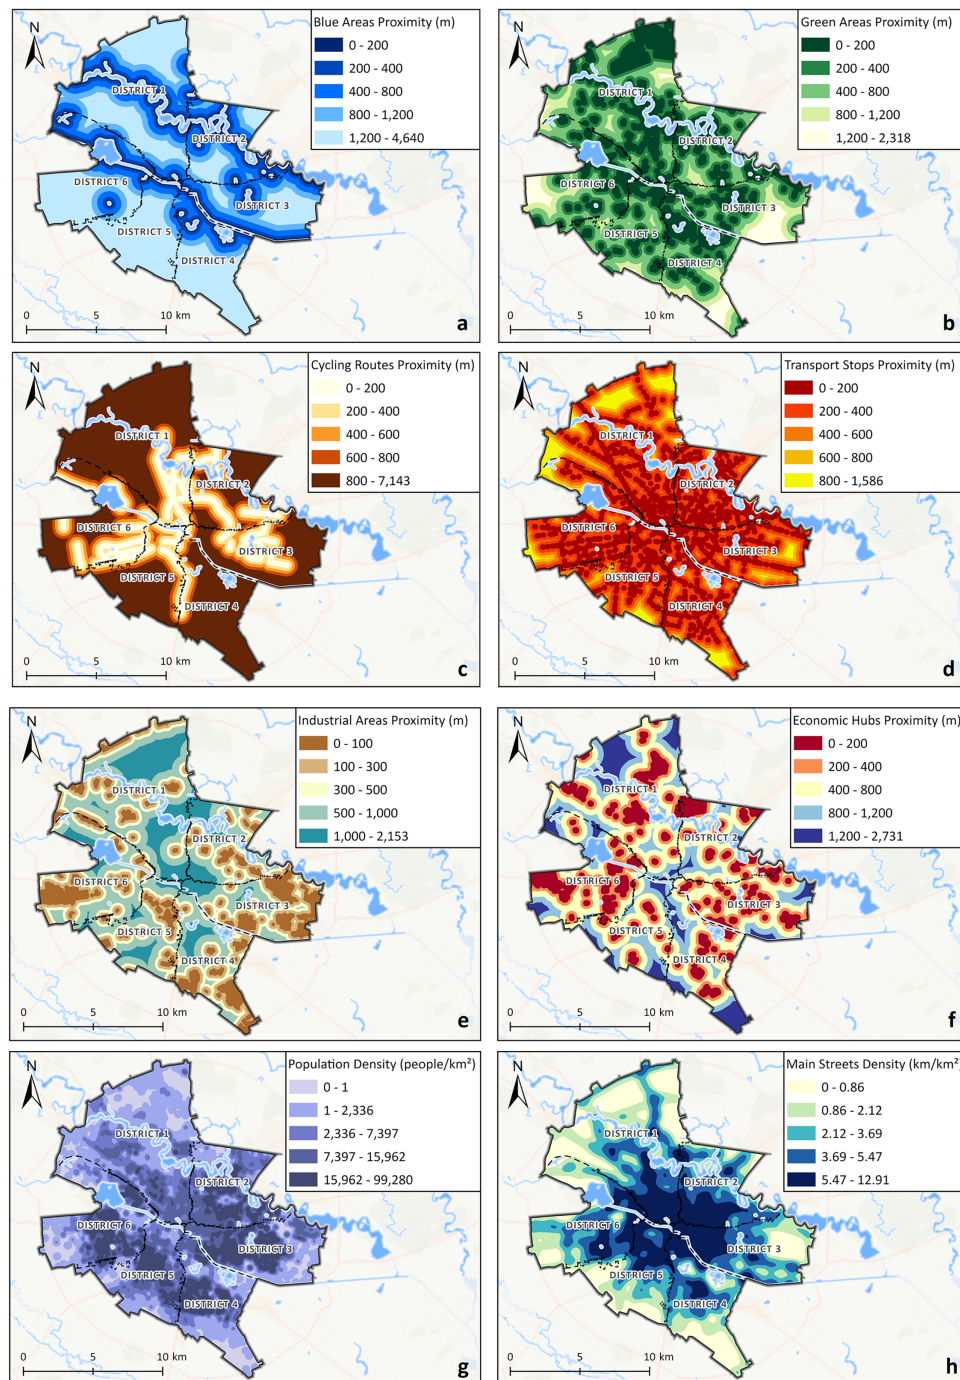 N
Blue Areas Proximity (m)
0 - 200
200 - 400
400 - 800
800 - 1,200
1,200 - 4,640
DISTRICT 1
DISTRICT 2
DISTRICT 6
DISTRICT 3
DISTRICT 5
DISTRICT 4
0 5 10 km
a
N
Green Areas Proximity (m)
0 - 200
200 - 400
400 - 800
800 - 1,200
1,200 - 2,318
DISTRICT 1
DISTRICT 2
DISTRICT 6
DISTRICT 3
DISTRICT 5
DISTRICT 4
0 5 10 km
b
N
Cycling Routes Proximity (m)
0 - 200
200 - 400
400 - 600
600 - 800
800 - 7,143
DISTRICT 1
DISTRICT 2
DISTRICT 6
DISTRICT 3
DISTRICT 5
DISTRICT 4
0 5 10 km
c
N
Transport Stops Proximity (m)
0 - 200
200 - 400
400 - 600
600 - 800
800 - 1,586
DISTRICT 1
DISTRICT 2
DISTRICT 6
DISTRICT 3
DISTRICT 5
DISTRICT 4
0 5 10 km
d
N
Industrial Areas Proximity (m)
0 - 100
100 - 300
300 - 500
500 - 1,000
1,000 - 2,153
DISTRICT 1
DISTRICT 2
DISTRICT 6
DISTRICT 3
DISTRICT 5
DISTRICT 4
0 5 10 km
e
N
Economic Hubs Proximity (m)
0 - 200
200 - 400
400 - 800
800 - 1,200
1,200 - 2,731
DISTRICT 1
DISTRICT 2
DISTRICT 6
DISTRICT 3
DISTRICT 5
DISTRICT 4
0 5 10 km
f
N
Population Density (people/km²)
0 - 1
1 - 2,336
2,336 - 7,397
7,397 - 15,962
15,962 - 99,280
DISTRICT 1
DISTRICT 2
DISTRICT 6
DISTRICT 3
DISTRICT 5
DISTRICT 4
0 5 10 km
g
N
Main Streets Density (km/km²)
0 - 0.86
0.86 - 2.12
2.12 - 3.69
3.69 - 5.47
5.47 - 12.91
DISTRICT 1
DISTRICT 2
DISTRICT 6
DISTRICT 3
DISTRICT 5
DISTRICT 4
0 5 10 km
h